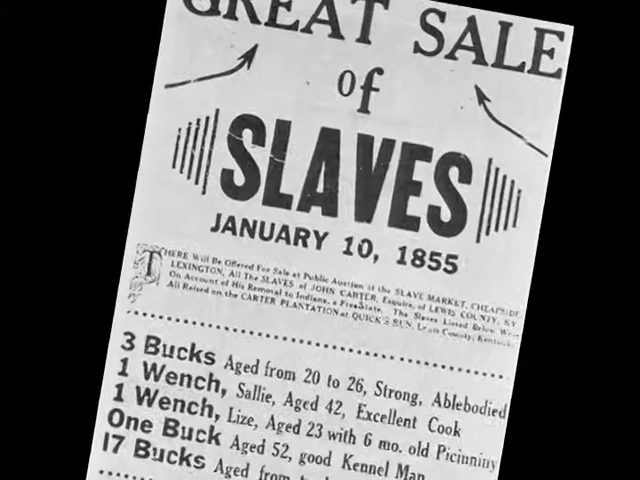 GREAT SALE
of
SLAVES
JANUARY 10, 1855
THERE Will Be Offered For Sale at Public Auction at the SLAVE MARKET, CHEAPSIDE,
LEXINGTON, All The SLAVES of JOHN CARTER, Esquire, of LEWIS COUNTY, KY.
On Account of His Removal to Indiana, a Free State. The Slaves Listed Below Were
All Raised on the CARTER PLANTATION at QUICK'S RUN, Lewis County, Kentucky.
3 Bucks Aged from 20 to 26, Strong, Ablebodied
1 Wench, Sallie, Aged 42, Excellent Cook
1 Wench, Lize, Aged 23 with 6 mo. old Picinniny
One Buck Aged 52, good Kennel Man
17 Bucks Aged from